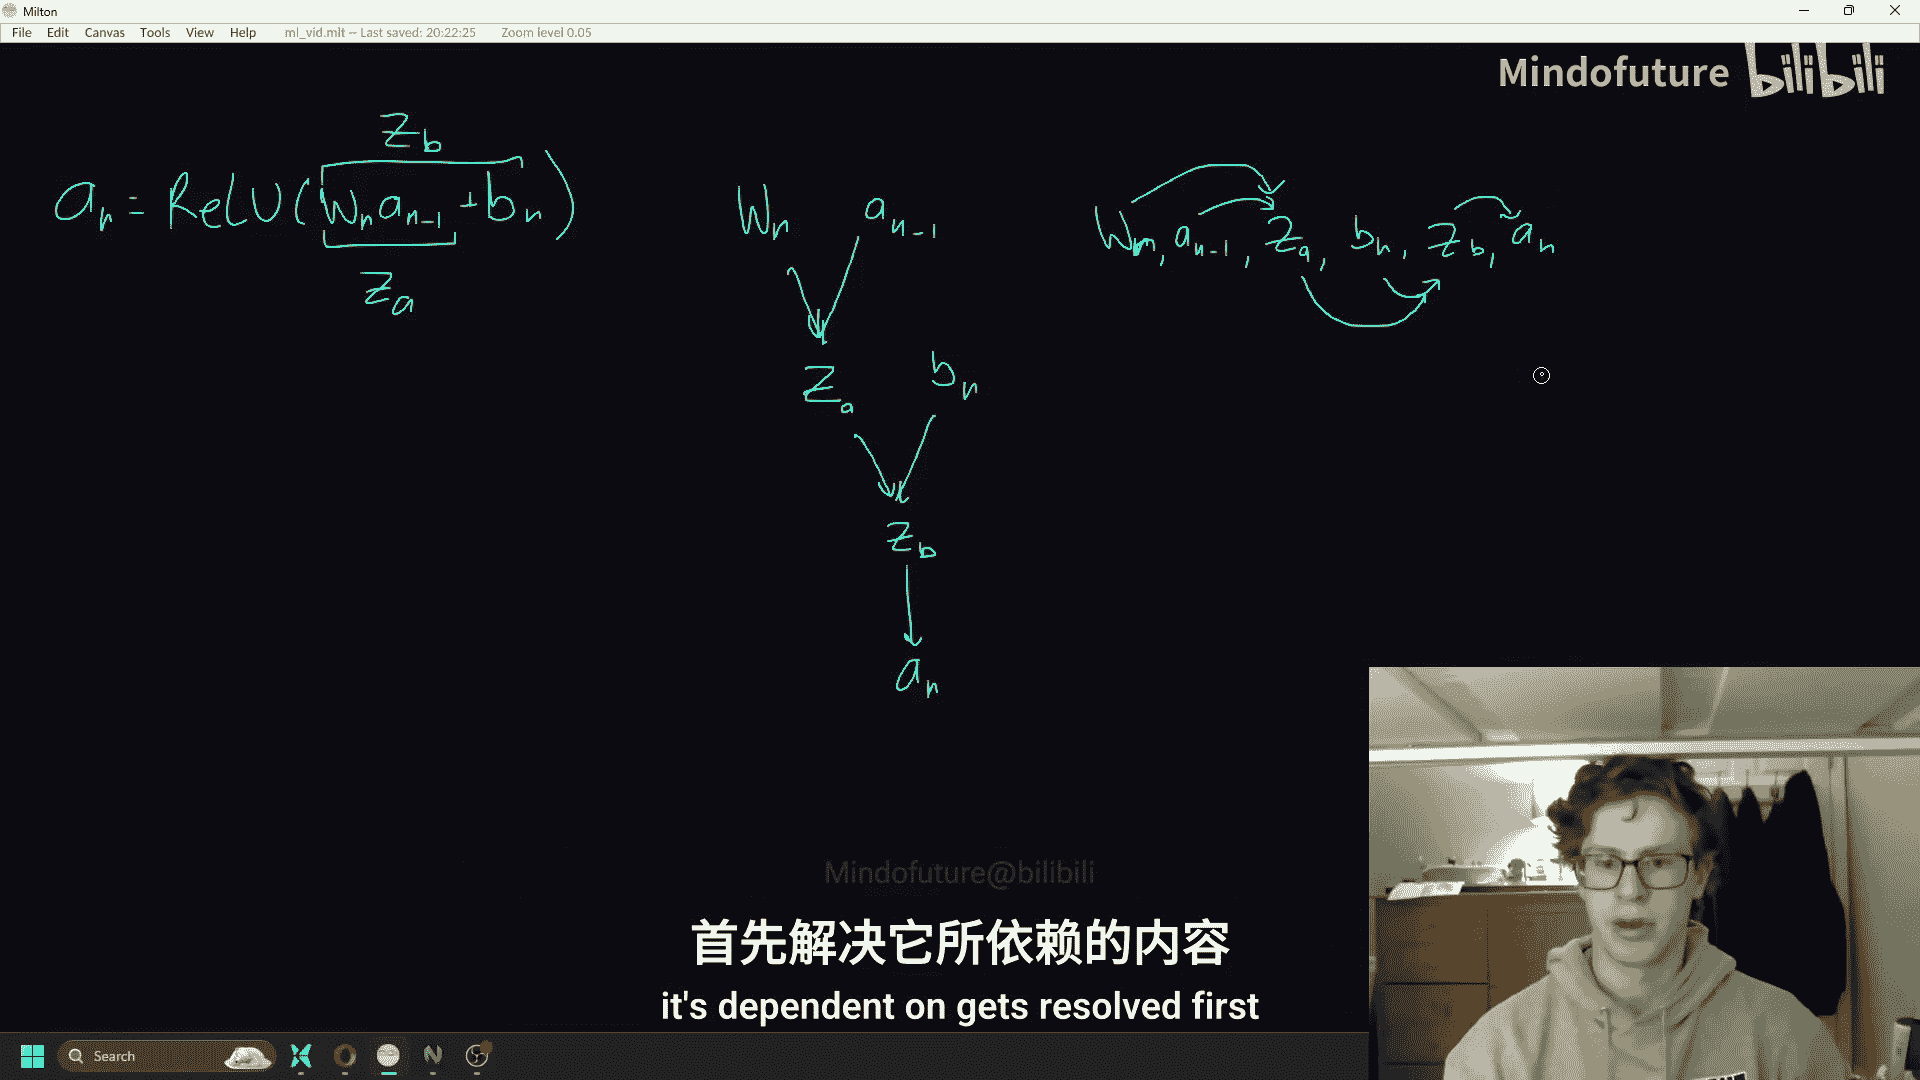 Milton
File Edit Canvas Tools View Help ml_vid.mlt -- Last saved: 20:22:25 Zoom level 0.05
Mindofuture bilibili
z_b
a_n = ReLU(W_n a_{n-1} + b_n)
z_a
W_n a_{n-1}
z_a b_n
z_b
a_n
W_n, a_{n-1}, z_a, b_n, z_b, a_n
Mindofuture@bilibili
首先解决它所依赖的内容
it's dependent on gets resolved first
Search